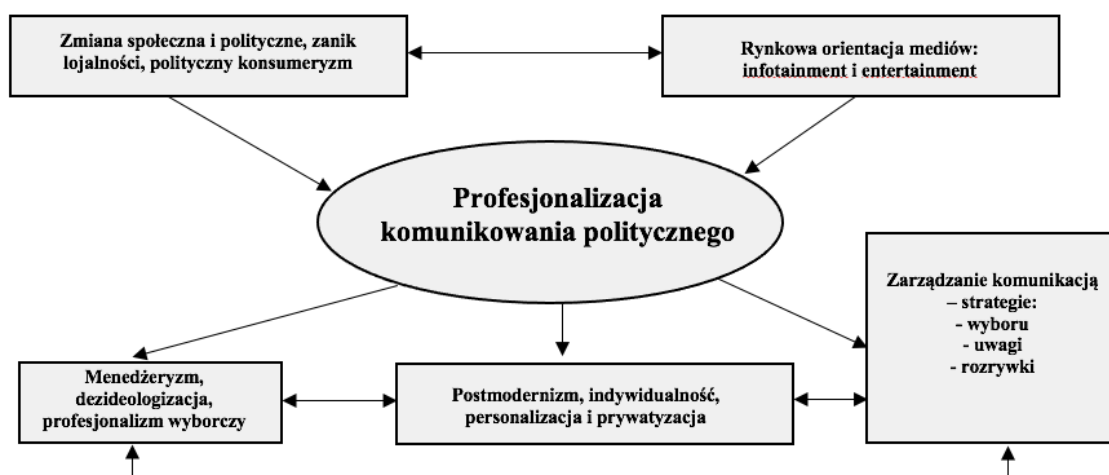 Zmiana społeczna i polityczne, zanik
lojalności, polityczny konsumeryzm
Rynkowa orientacja mediów:
infotainment i entertainment
Profesjonalizacja
komunikowania politycznego
Zarządzanie komunikacją
– strategie:
- wyboru
- uwagi
- rozrywki
Menedżeryzm,
dezideologizacja,
profesjonalizm wyborczy
Postmodernizm, indywidualność,
personalizacja i prywatyzacja